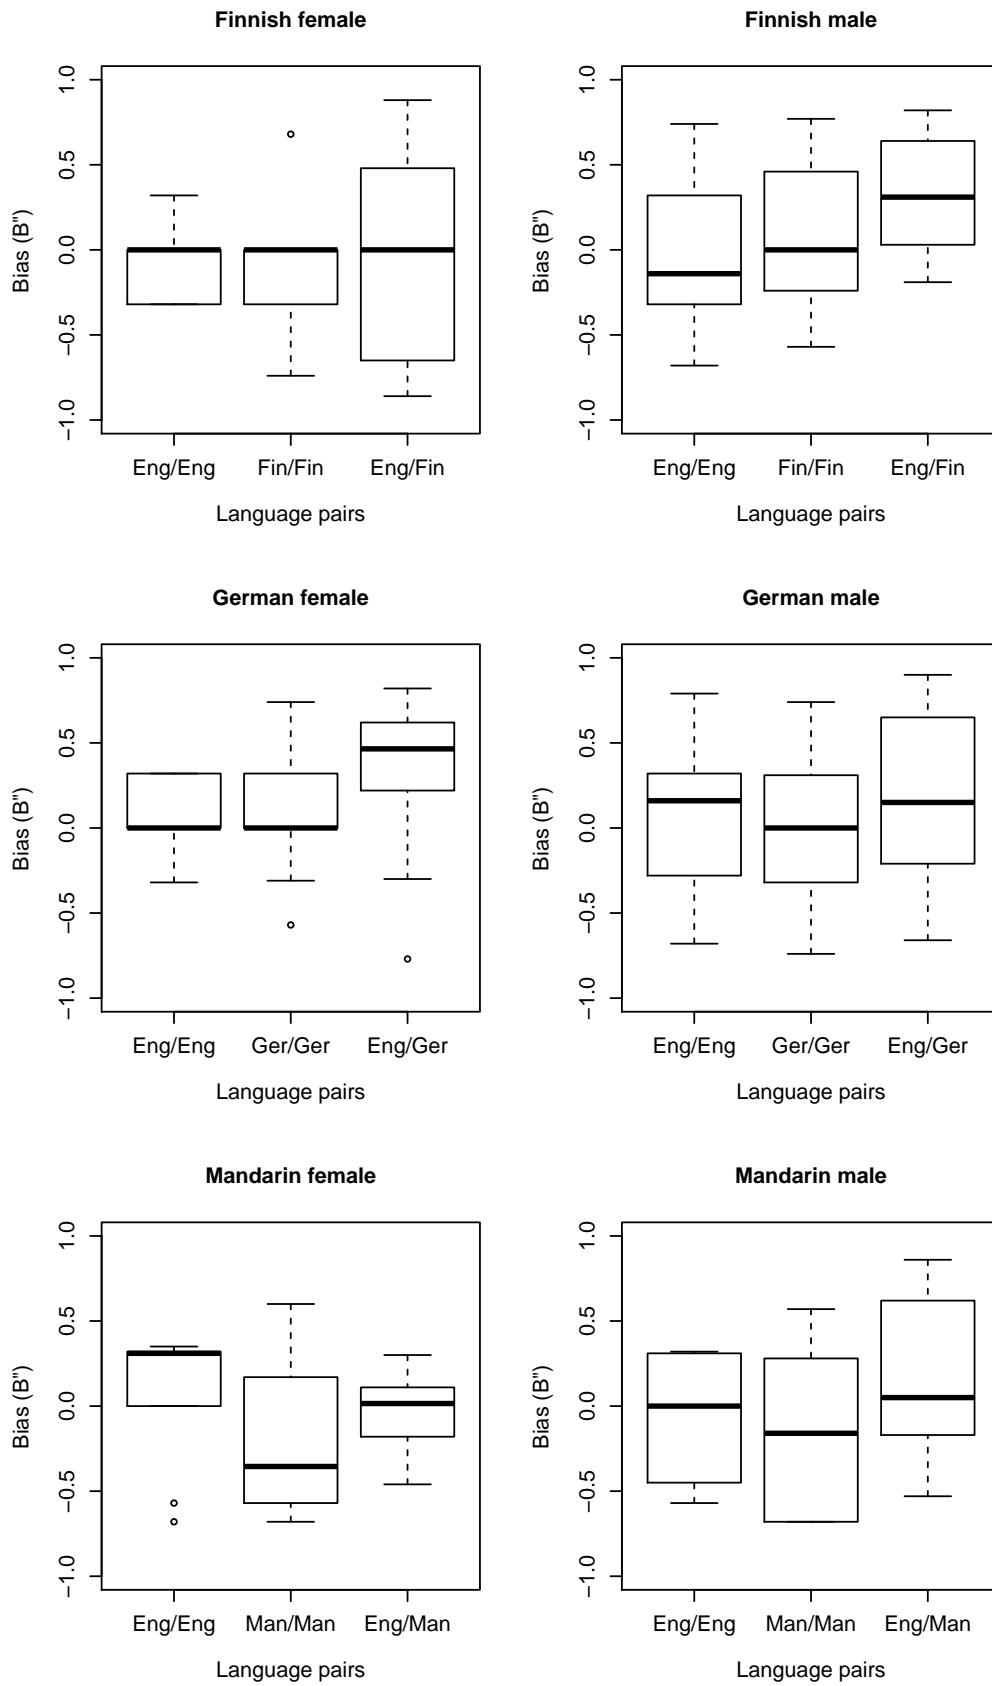 Finnish female
Bias (B")
1.0
0.5
0.0
−0.5
−1.0
Eng/Eng Fin/Fin Eng/Fin
Language pairs
Finnish male
Bias (B")
1.0
0.5
0.0
−0.5
−1.0
Eng/Eng Fin/Fin Eng/Fin
Language pairs
German female
Bias (B")
1.0
0.5
0.0
−0.5
−1.0
Eng/Eng Ger/Ger Eng/Ger
Language pairs
German male
Bias (B")
1.0
0.5
0.0
−0.5
−1.0
Eng/Eng Ger/Ger Eng/Ger
Language pairs
Mandarin female
Bias (B")
1.0
0.5
0.0
−0.5
−1.0
Eng/Eng Man/Man Eng/Man
Language pairs
Mandarin male
Bias (B")
1.0
0.5
0.0
−0.5
−1.0
Eng/Eng Man/Man Eng/Man
Language pairs